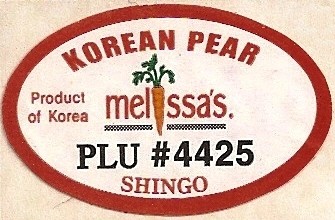 KOREAN PEAR
Product
of Korea
melissa's.
PLU #4425
SHINGO